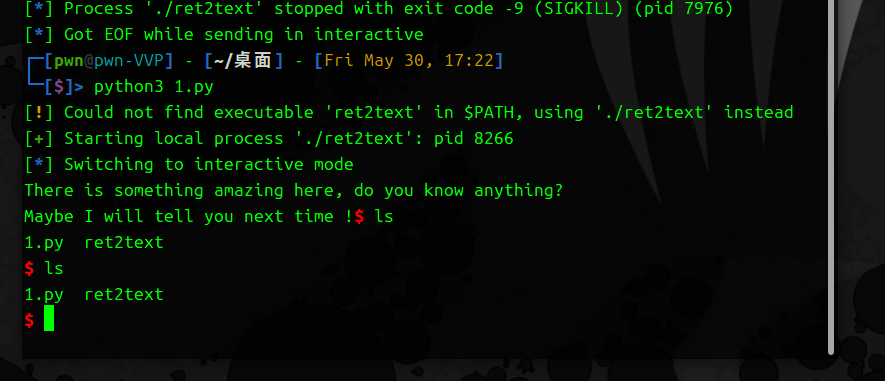 [*] Process './ret2text' stopped with exit code -9 (SIGKILL) (pid 7976)
[*] Got EOF while sending in interactive
┌─[pwn@pwn-VVP] - [~/桌面] - [Fri May 30, 17:22]
└─[$]> python3 1.py
[!] Could not find executable 'ret2text' in $PATH, using './ret2text' instead
[+] Starting local process './ret2text': pid 8266
[*] Switching to interactive mode
There is something amazing here, do you know anything?
Maybe I will tell you next time !$ ls
1.py  ret2text
$ ls
1.py  ret2text
$